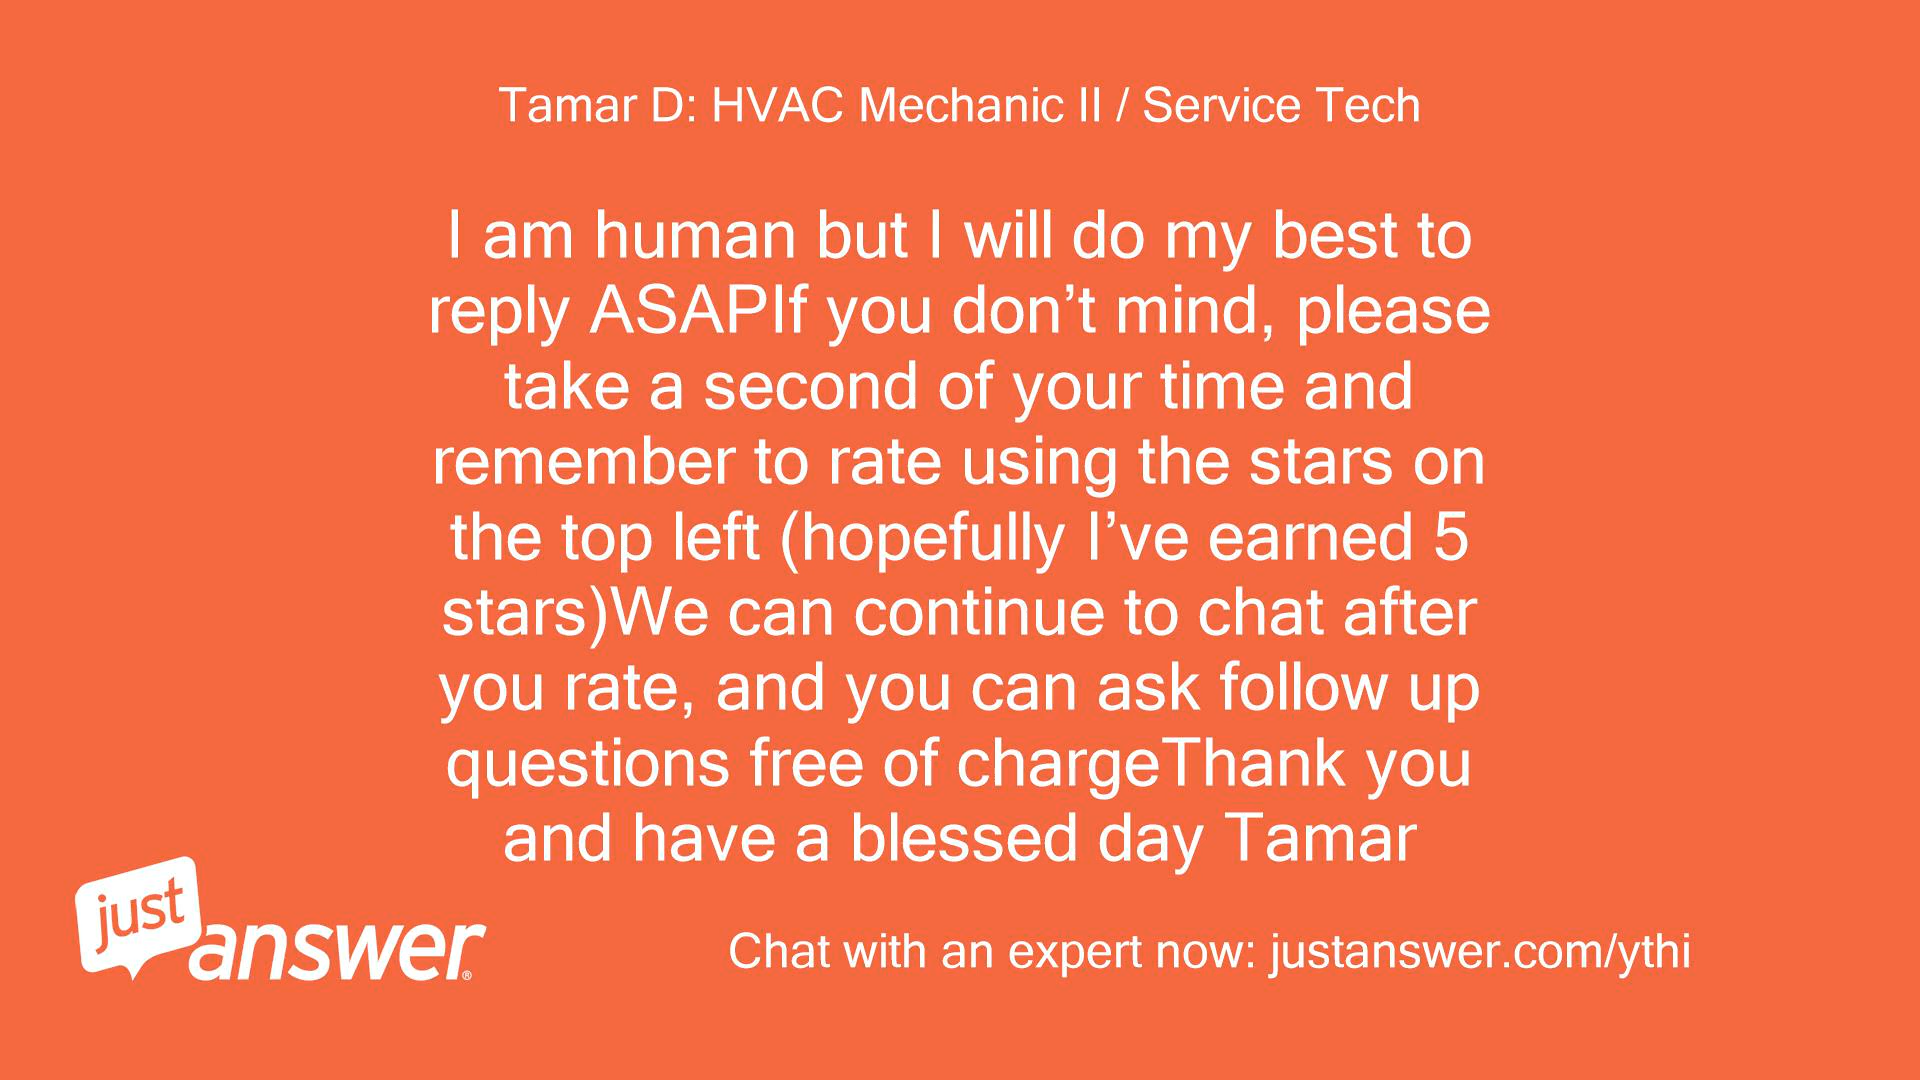 Tamar D: HVAC Mechanic II / Service Tech
I am human but I will do my best to
reply ASAPIf you don’t mind, please
take a second of your time and
remember to rate using the stars on
the top left (hopefully I’ve earned 5
stars)We can continue to chat after
you rate, and you can ask follow up
questions free of chargeThank you
and have a blessed day Tamar
just
answer®
Chat with an expert now: justanswer.com/ythi